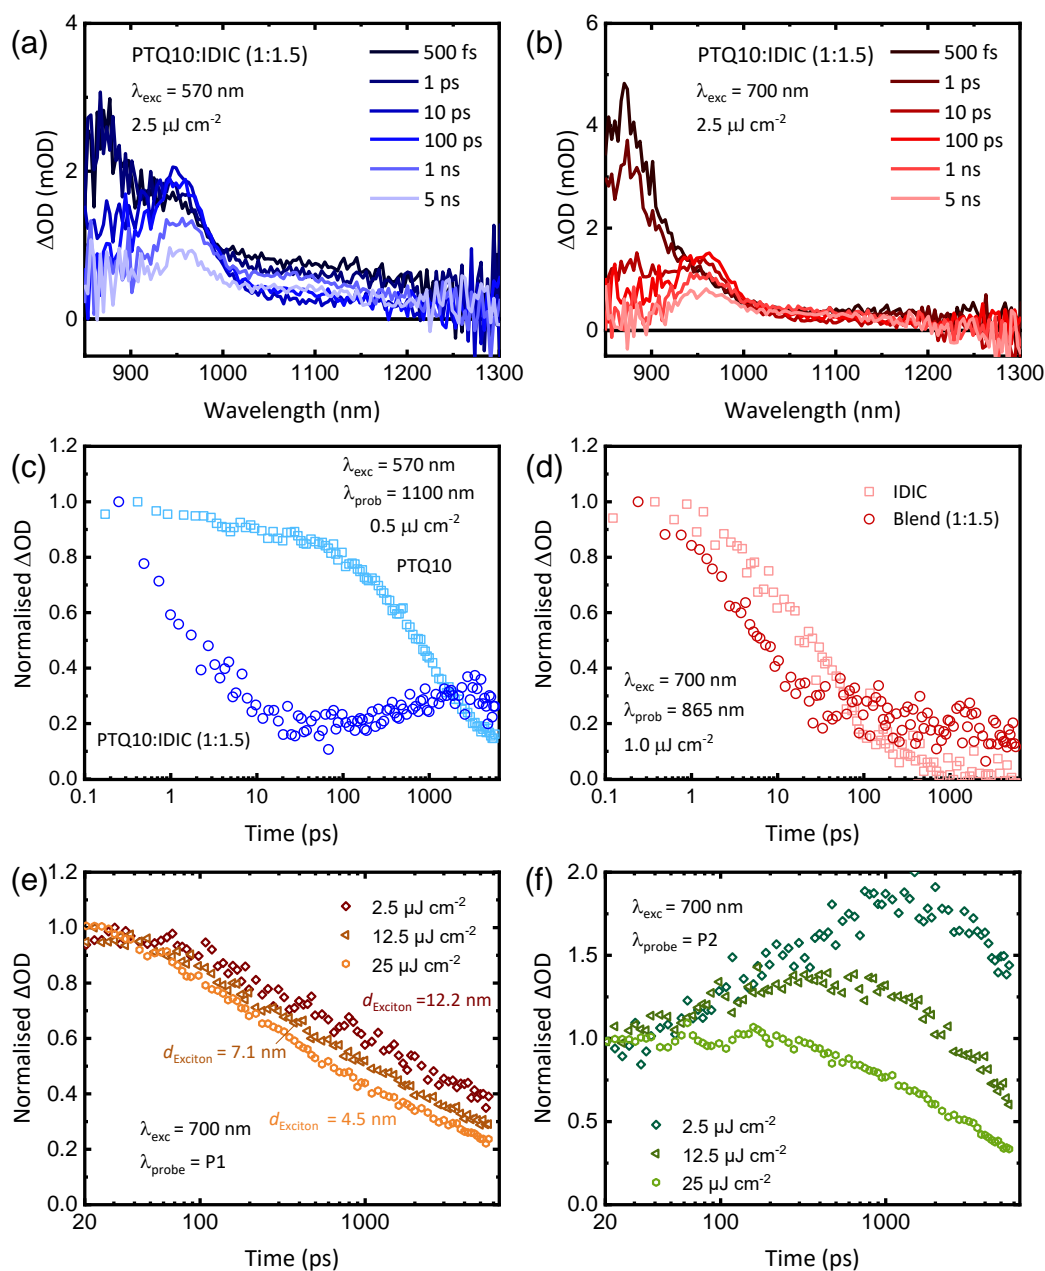 (a)
PTQ10:IDIC (1:1.5)
λexc = 570 nm
2.5 μJ cm-2
500 fs
1 ps
10 ps
100 ps
1 ns
5 ns
ΔOD (mOD)
4
2
0
900 1000 1100 1200 1300
Wavelength (nm)
(b)
PTQ10:IDIC (1:1.5)
λexc = 700 nm
2.5 μJ cm-2
500 fs
1 ps
10 ps
100 ps
1 ns
5 ns
ΔOD (mOD)
6
4
2
0
900 1000 1100 1200 1300
Wavelength (nm)
(c)
λexc = 570 nm
λprob = 1100 nm
0.5 μJ cm-2
PTQ10
PTQ10:IDIC (1:1.5)
Normalised ΔOD
1.2
1.0
0.8
0.6
0.4
0.2
0.0
0.1 1 10 100 1000
Time (ps)
(d)
IDIC
Blend (1:1.5)
λexc = 700 nm
λprob = 865 nm
1.0 μJ cm-2
Normalised ΔOD
1.2
1.0
0.8
0.6
0.4
0.2
0.0
0.1 1 10 100 1000
Time (ps)
(e)
2.5 μJ cm-2
12.5 μJ cm-2
25 μJ cm-2
dExciton =12.2 nm
dExciton = 7.1 nm
dExciton = 4.5 nm
λexc = 700 nm
λprobe = P1
Normalised ΔOD
1.2
1.0
0.8
0.6
0.4
0.2
0.0
20 100 1000
Time (ps)
(f)
λexc = 700 nm
λprobe = P2
2.5 μJ cm-2
12.5 μJ cm-2
25 μJ cm-2
Normalised ΔOD
2.0
1.5
1.0
0.5
0.0
20 100 1000
Time (ps)